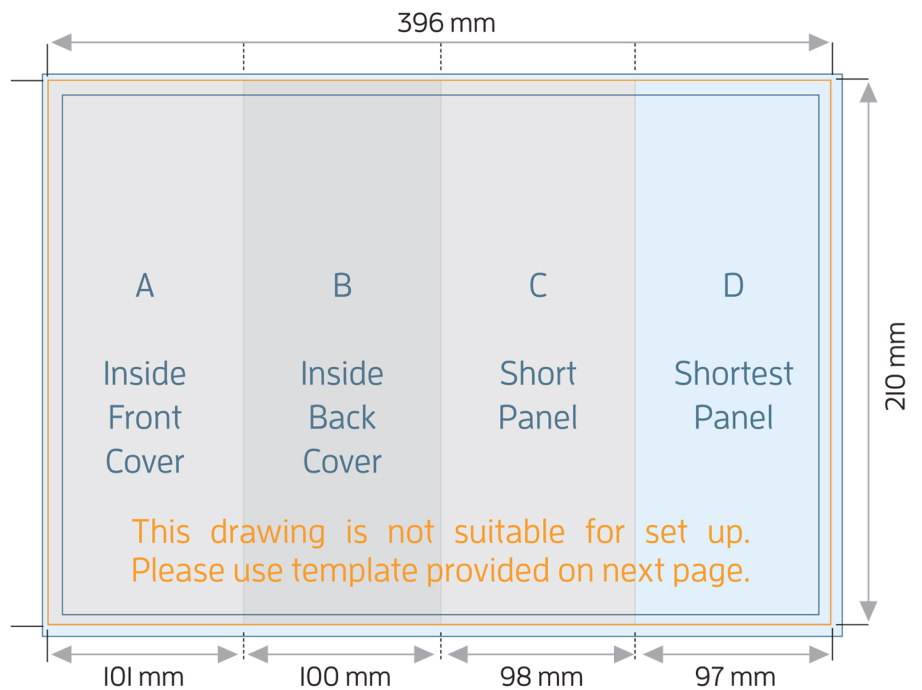 396 mm
A
B
C
D
210 mm
Inside
Front
Cover
Inside
Back
Cover
Short
Panel
Shortest
Panel
This drawing is not suitable for set up.
Please use template provided on next page.
101 mm
100 mm
98 mm
97 mm